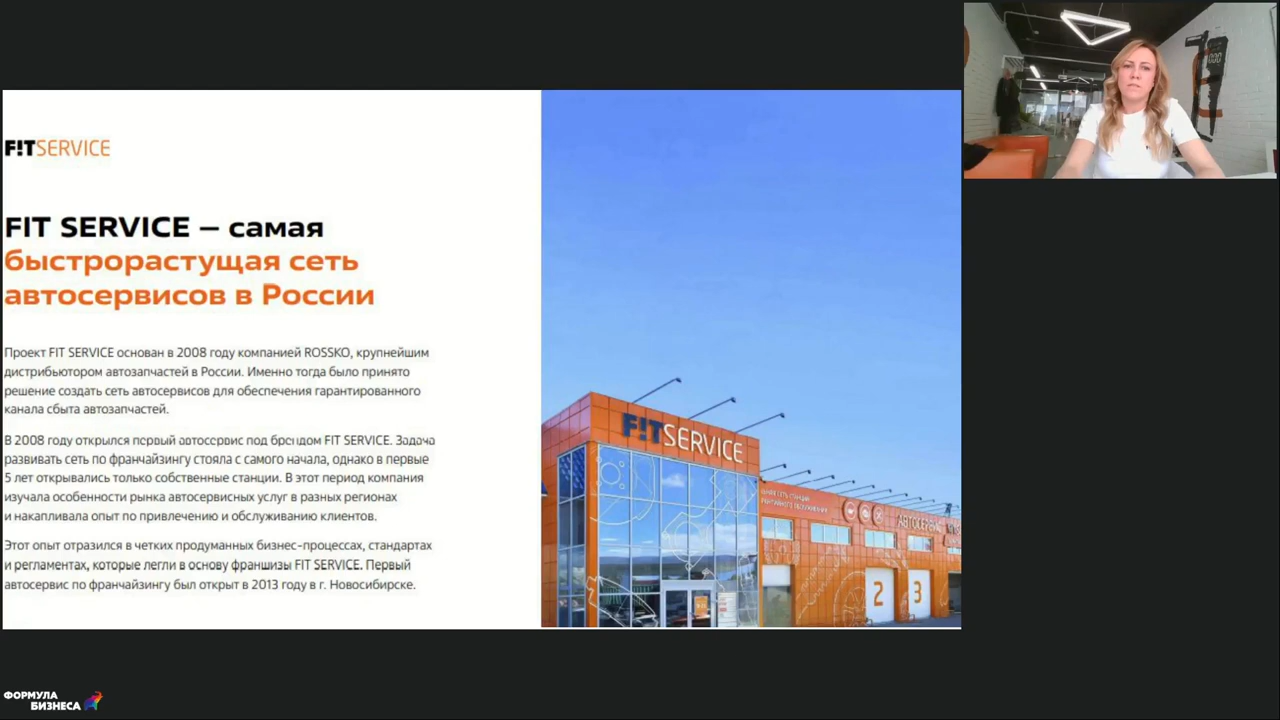 F!TSERVICE
FIT SERVICE – самая
быстрорастущая сеть
автосервисов в России
Проект FIT SERVICE основан в 2008 году компанией ROSSKO, крупнейшим
дистрибьютором автозапчастей в России. Именно тогда было принято
решение создать сеть автосервисов для обеспечения гарантированного
канала сбыта автозапчастей.
В 2008 году открылся первый автосервис под брендом FIT SERVICE. Задача
развивать сеть по франчайзингу стояла с самого начала, однако в первые
5 лет открывались только собственные станции. В этот период компания
изучала особенности рынка автосервисных услуг в разных регионах
и накапливала опыт по привлечению и обслуживанию клиентов.
Этот опыт отразился в четких продуманных бизнес-процессах, стандартах
и регламентах, которые легли в основу франшизы FIT SERVICE. Первый
автосервис по франчайзингу был открыт в 2013 году в г. Новосибирске.
F!TSERVICE
АВТОСЕРВИС
2
3
ФОРМУЛА
БИЗНЕСА